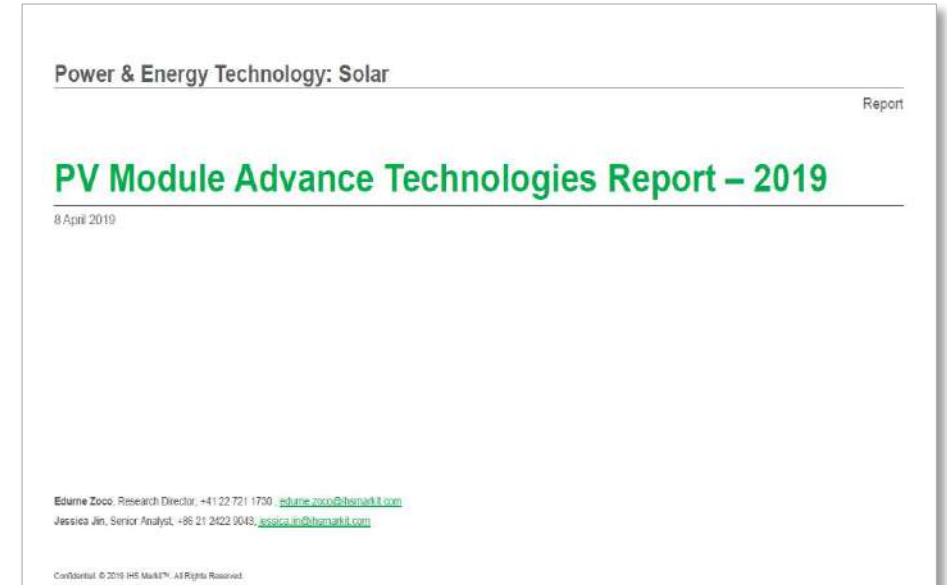 Power & Energy Technology: Solar
Report
PV Module Advance Technologies Report – 2019
8 April 2019
Edurne Zoco, Research Director, +41 22 721 1730 , edurne.zoco@ihsmarkit.com
Jessica Jin, Senior Analyst, +86 21 2422 9043, jessica.jin@ihsmarkit.com
Confidential. © 2019 IHS Markit™. All Rights Reserved.